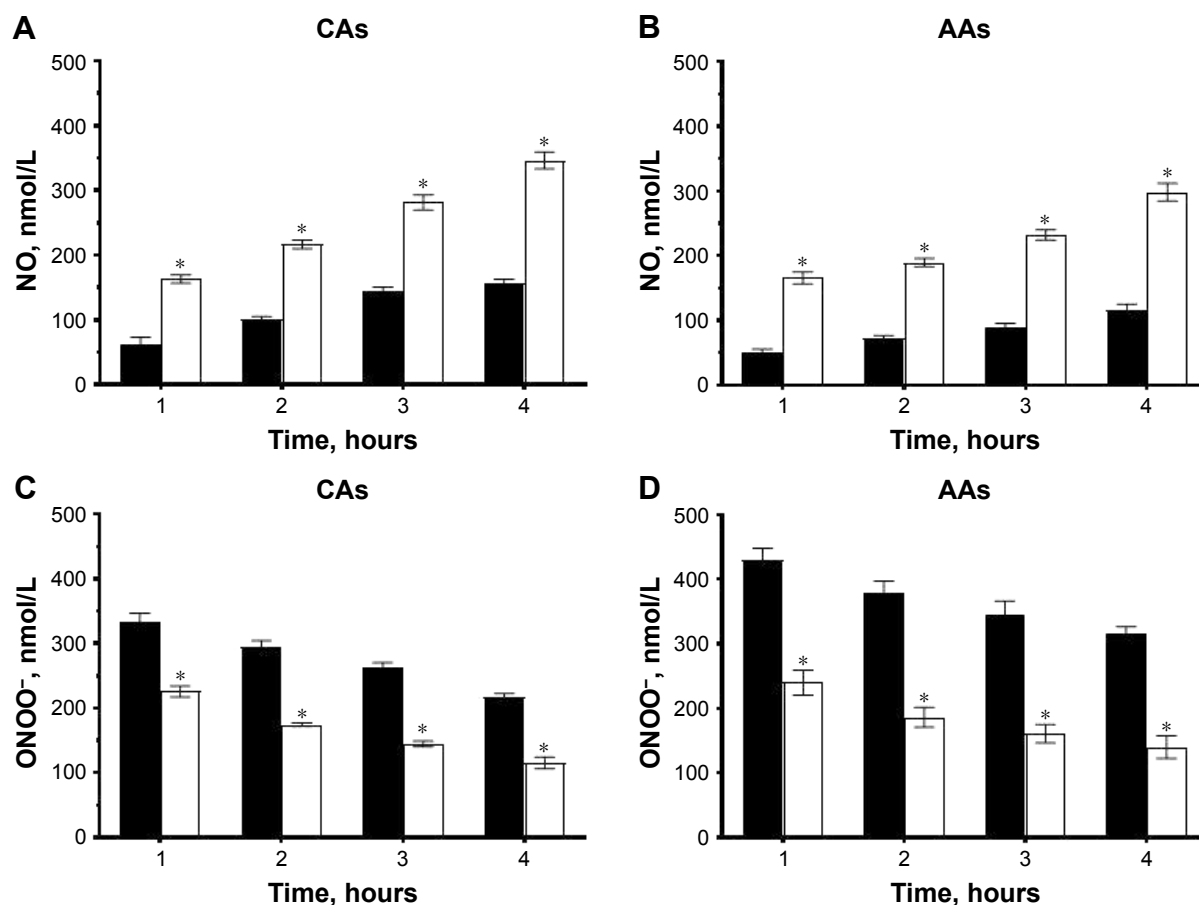 A
CAs
NO, nmol/L
500
400
300
200
100
0
*
*
*
*
1 2 3 4
Time, hours
B
AAs
NO, nmol/L
500
400
300
200
100
0
*
*
*
*
1 2 3 4
Time, hours
C
CAs
ONOO⁻, nmol/L
500
400
300
200
100
0
*
*
*
*
1 2 3 4
Time, hours
D
AAs
ONOO⁻, nmol/L
500
400
300
200
100
0
*
*
*
*
1 2 3 4
Time, hours